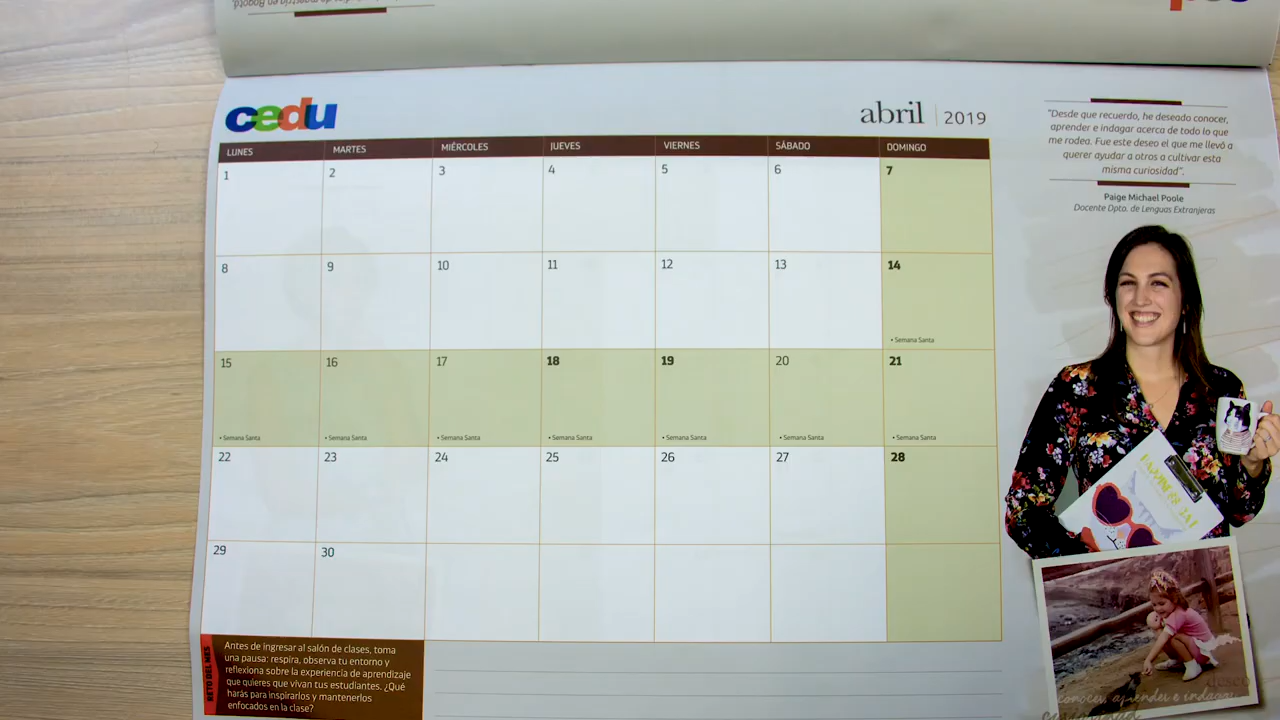 cedu
abril | 2019
LUNES MARTES MIÉRCOLES JUEVES VIERNES SÁBADO DOMINGO
1 2 3 4 5 6 7
8 9 10 11 12 13 14
• Semana Santa
15 16 17 18 19 20 21
• Semana Santa • Semana Santa • Semana Santa • Semana Santa • Semana Santa • Semana Santa • Semana Santa
22 23 24 25 26 27 28
29 30
RETO DEL MES
Antes de ingresar al salón de clases, toma
una pausa: respira, observa tu entorno y
reflexiona sobre la experiencia de aprendizaje
que quieres que vivan tus estudiantes. ¿Qué
harás para inspirarlos y mantenerlos
enfocados en la clase?
"Desde que recuerdo, he deseado conocer,
aprender e indagar acerca de todo lo que
me rodea. Fue este deseo el que me llevó a
querer ayudar a otros a cultivar esta
misma curiosidad".
Paige Michael Poole
Docente Dpto. de Lenguas Extranjeras
conocer, aprender e indagar